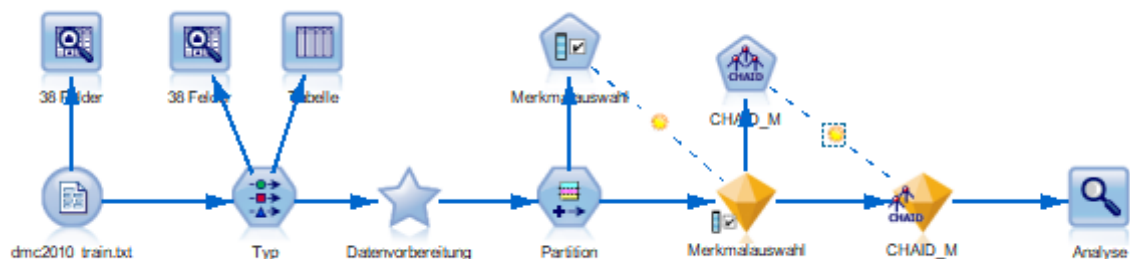 38 Felder
38 Felder
Tabelle
Merkmalauswahl
CHAID
CHAID_M
CHAID
dmc2010_train.txt
Typ
Datenvorbereitung
Partition
Merkmalauswahl
CHAID_M
Analyse